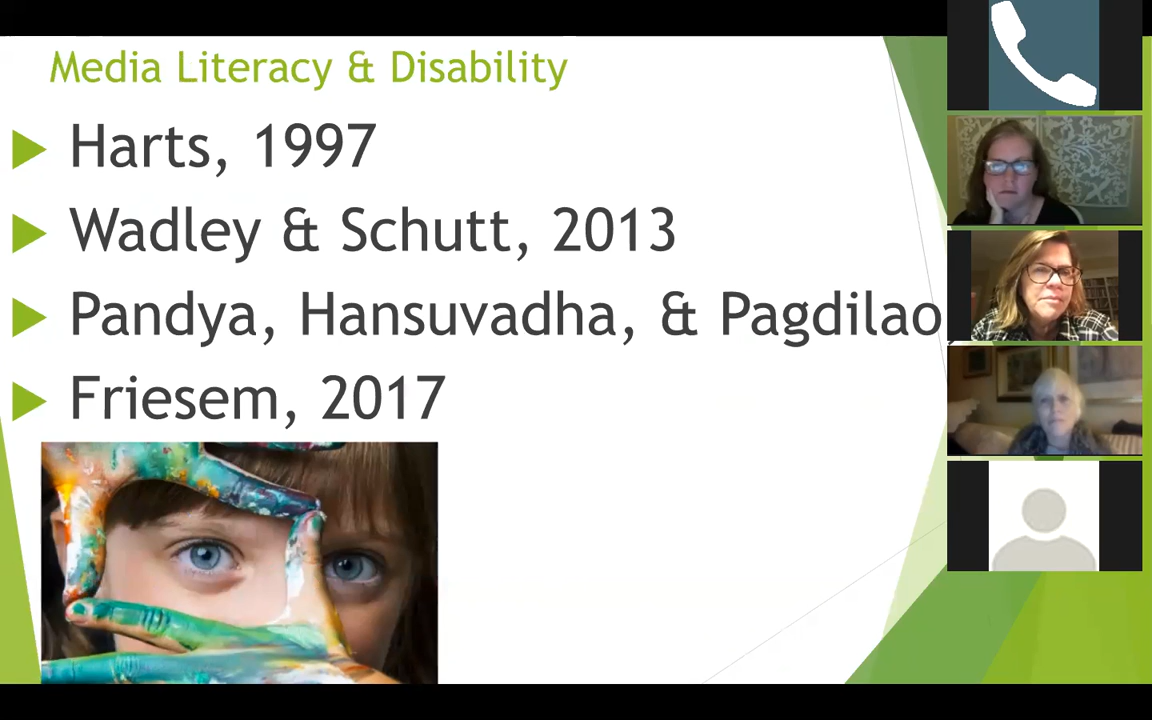 Media Literacy & Disability
Harts, 1997
Wadley & Schutt, 2013
Pandya, Hansuvadha, & Pagdilao,
Friesem, 2017